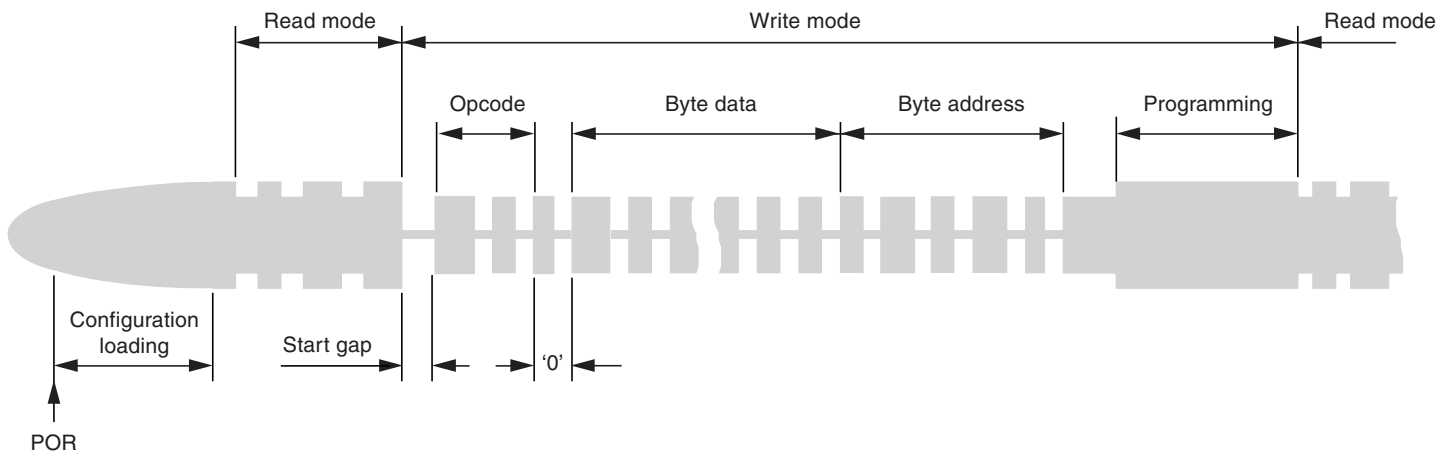 Read mode
Write mode
Read mode
Opcode
Byte data
Byte address
Programming
Configuration
loading
Start gap
‘0’
POR